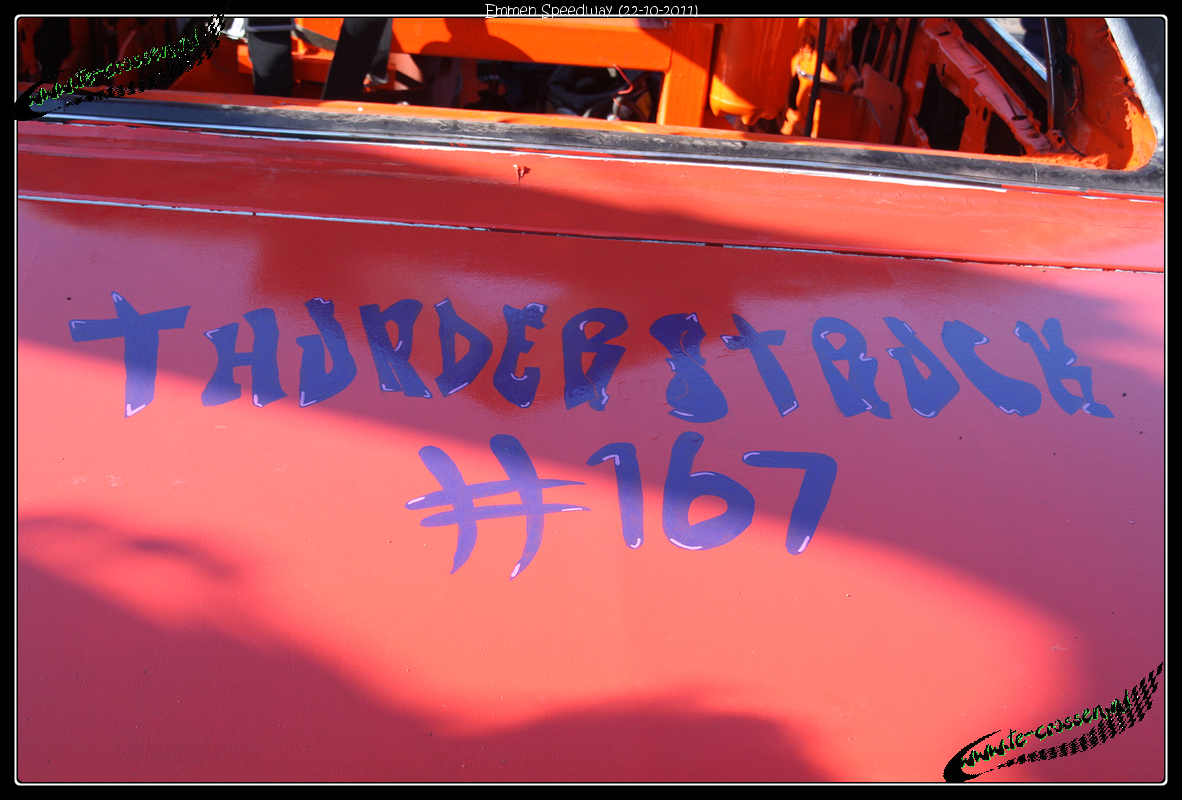 Emmen Speedway (22-10-2011)
www.te-crossen.nl
THUNDERSTRUCK
#167
www.te-crossen.nl